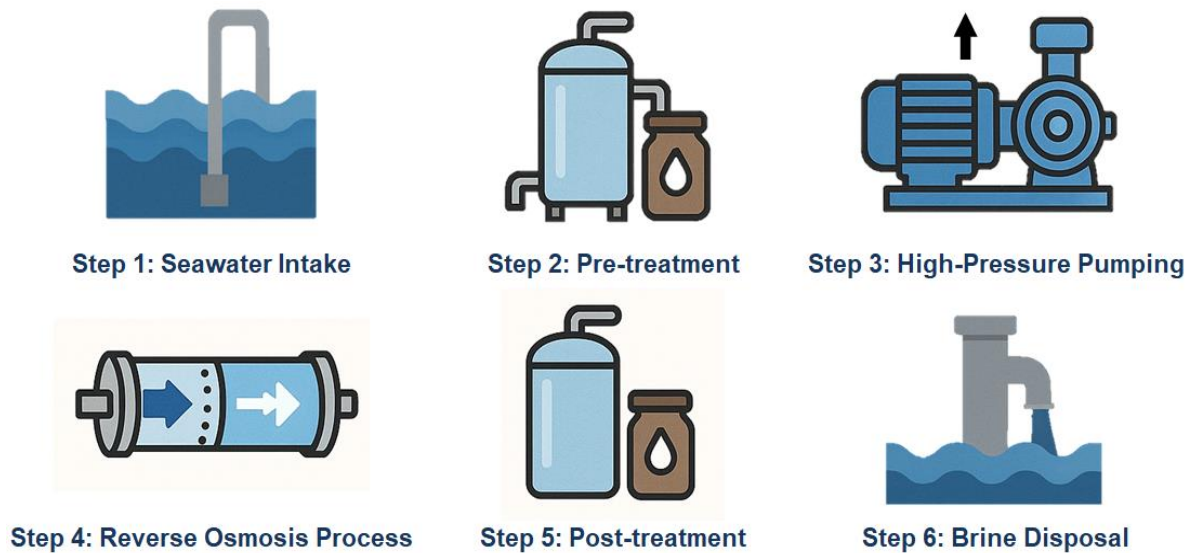 Step 1: Seawater Intake
Step 2: Pre-treatment
Step 3: High-Pressure Pumping
Step 4: Reverse Osmosis Process
Step 5: Post-treatment
Step 6: Brine Disposal